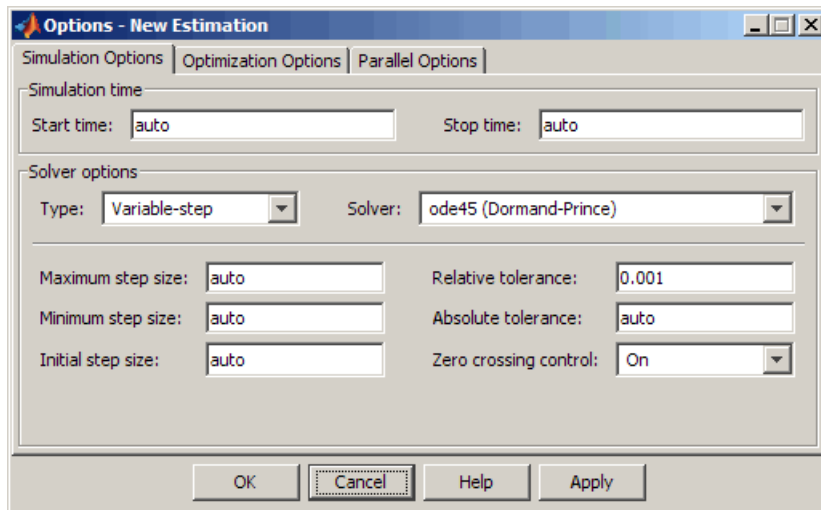 Options - New Estimation
Simulation Options Optimization Options Parallel Options
Simulation time
Start time: auto Stop time: auto
Solver options
Type: Variable-step Solver: ode45 (Dormand-Prince)
Maximum step size: auto Relative tolerance: 0.001
Minimum step size: auto Absolute tolerance: auto
Initial step size: auto Zero crossing control: On
OK Cancel Help Apply